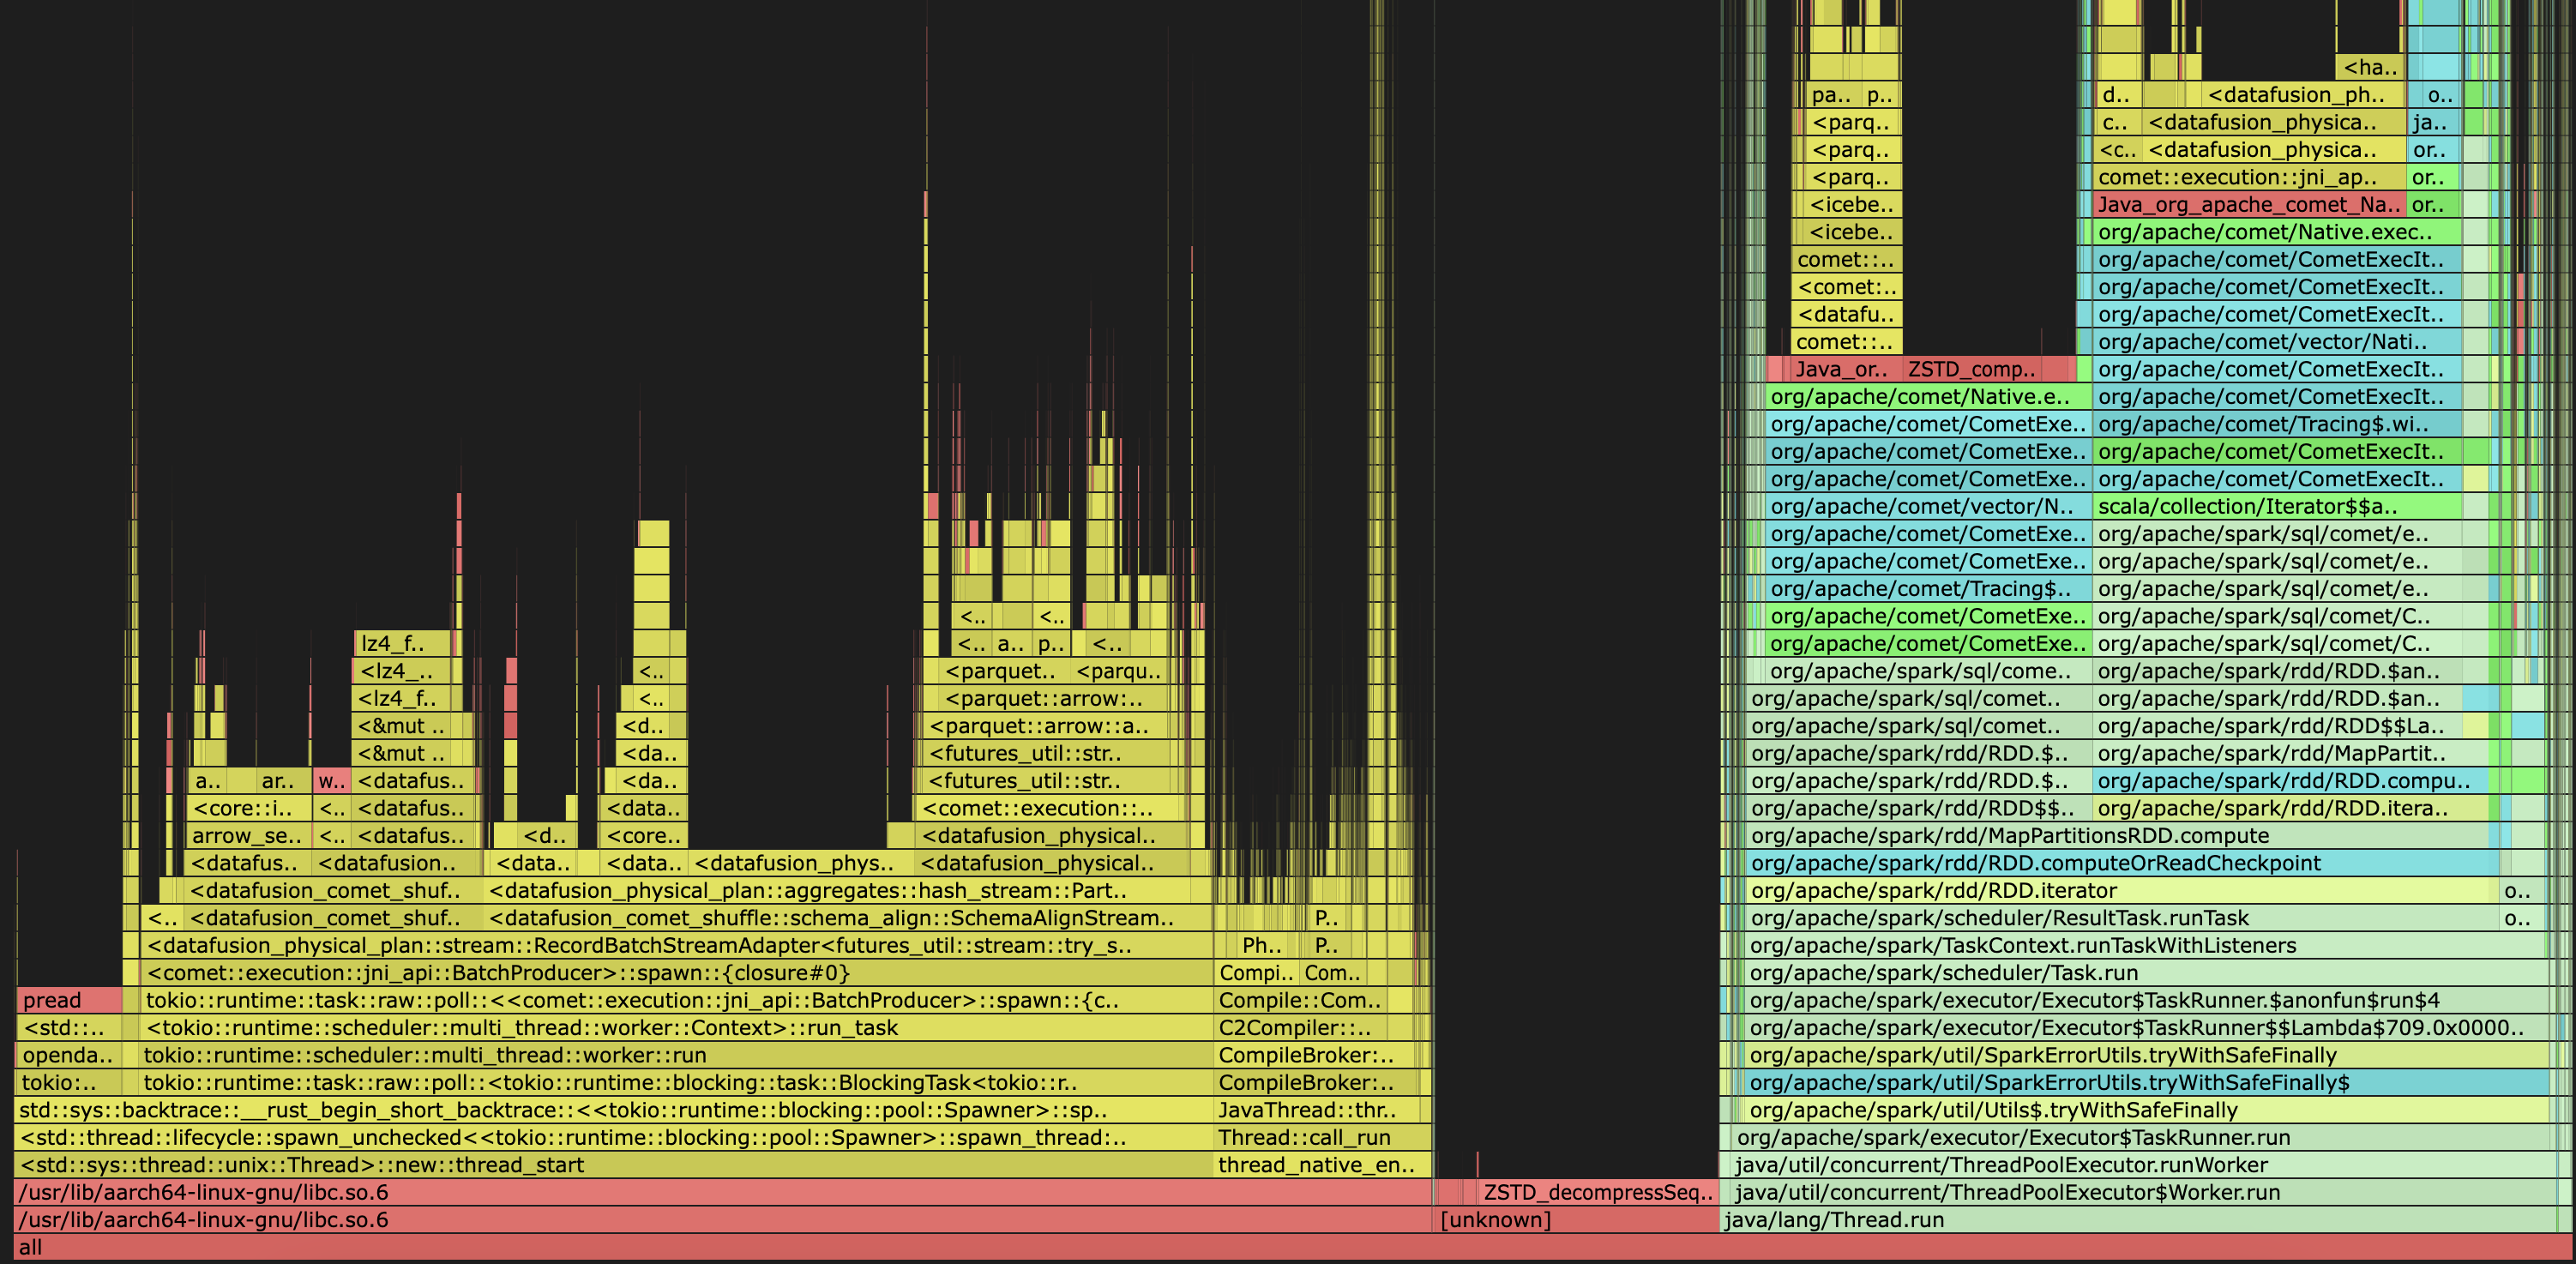 <ha..
pa.. p.. d.. <datafusion_ph.. o..
<parq.. c.. <datafusion_physica.. ja..
<parq.. <c.. <datafusion_physica.. or..
<parq.. comet::execution::jni_ap.. or..
<icebe.. Java_org_apache_comet_Na.. or..
<icebe.. org/apache/comet/Native.exec..
comet::.. org/apache/comet/CometExecIt..
<comet:.. org/apache/comet/CometExecIt..
<datafu.. org/apache/comet/CometExecIt..
comet::.. org/apache/comet/vector/Nati..
Java_or.. ZSTD_comp.. org/apache/comet/CometExecIt..
org/apache/comet/Native.e.. org/apache/comet/CometExecIt..
org/apache/comet/CometExe.. org/apache/comet/Tracing$.wi..
org/apache/comet/CometExe.. org/apache/comet/CometExecIt..
org/apache/comet/CometExe.. org/apache/comet/CometExecIt..
org/apache/comet/vector/N.. scala/collection/Iterator$$a..
org/apache/comet/CometExe.. org/apache/spark/sql/comet/e..
org/apache/comet/CometExe.. org/apache/spark/sql/comet/e..
org/apache/comet/Tracing$.. org/apache/spark/sql/comet/e..
<.. <.. org/apache/comet/CometExe.. org/apache/spark/sql/comet/C..
lz4_f.. <.. a.. p.. <.. org/apache/comet/CometExe.. org/apache/spark/sql/comet/C..
<lz4_.. <.. <parquet.. <parqu.. org/apache/spark/sql/come.. org/apache/spark/rdd/RDD.$an..
<lz4_f.. <.. <parquet::arrow:.. org/apache/spark/sql/comet.. org/apache/spark/rdd/RDD.$an..
<&mut .. <d.. <parquet::arrow::a.. org/apache/spark/sql/comet.. org/apache/spark/rdd/RDD$$La..
<&mut .. <da.. <futures_util::str.. org/apache/spark/rdd/RDD.$.. org/apache/spark/rdd/MapPartit..
a.. ar.. w.. <datafus.. <da.. <futures_util::str.. org/apache/spark/rdd/RDD.$.. org/apache/spark/rdd/RDD.compu..
<core::i.. <.. <datafus.. <data.. <comet::execution::.. org/apache/spark/rdd/RDD$$.. org/apache/spark/rdd/RDD.itera..
arrow_se.. <.. <datafus.. <d.. <core.. <datafusion_physical.. org/apache/spark/rdd/MapPartitionsRDD.compute
<datafus.. <datafusion.. <data.. <data.. <datafusion_phys.. <datafusion_physical.. org/apache/spark/rdd/RDD.computeOrReadCheckpoint
<datafusion_comet_shuf.. <datafusion_physical_plan::aggregates::hash_stream::Part.. org/apache/spark/rdd/RDD.iterator o..
<.. <datafusion_comet_shuf.. <datafusion_comet_shuffle::schema_align::SchemaAlignStream.. P.. org/apache/spark/scheduler/ResultTask.runTask o..
<datafusion_physical_plan::stream::RecordBatchStreamAdapter<futures_util::stream::try_s.. Ph.. P.. org/apache/spark/TaskContext.runTaskWithListeners
<comet::execution::jni_api::BatchProducer>::spawn::{closure#0} Compi.. Com.. org/apache/spark/scheduler/Task.run
pread tokio::runtime::task::raw::poll::<<comet::execution::jni_api::BatchProducer>::spawn::{c.. Compile::Com.. org/apache/spark/executor/Executor$TaskRunner.$anonfun$run$4
<std::.. <tokio::runtime::scheduler::multi_thread::worker::Context>::run_task C2Compiler::.. org/apache/spark/executor/Executor$TaskRunner$$Lambda$709.0x0000..
openda.. tokio::runtime::scheduler::multi_thread::worker::run CompileBroker:.. org/apache/spark/util/SparkErrorUtils.tryWithSafeFinally
tokio:.. tokio::runtime::task::raw::poll::<tokio::runtime::blocking::task::BlockingTask<tokio::r.. CompileBroker:.. org/apache/spark/util/SparkErrorUtils.tryWithSafeFinally$
std::sys::backtrace::__rust_begin_short_backtrace::<<tokio::runtime::blocking::pool::Spawner>::sp.. JavaThread::thr.. org/apache/spark/util/Utils$.tryWithSafeFinally
<std::thread::lifecycle::spawn_unchecked<<tokio::runtime::blocking::pool::Spawner>::spawn_thread:.. Thread::call_run org/apache/spark/executor/Executor$TaskRunner.run
<std::sys::thread::unix::Thread>::new::thread_start thread_native_en.. java/util/concurrent/ThreadPoolExecutor.runWorker
/usr/lib/aarch64-linux-gnu/libc.so.6 ZSTD_decompressSeq.. java/util/concurrent/ThreadPoolExecutor$Worker.run
/usr/lib/aarch64-linux-gnu/libc.so.6 [unknown] java/lang/Thread.run
all